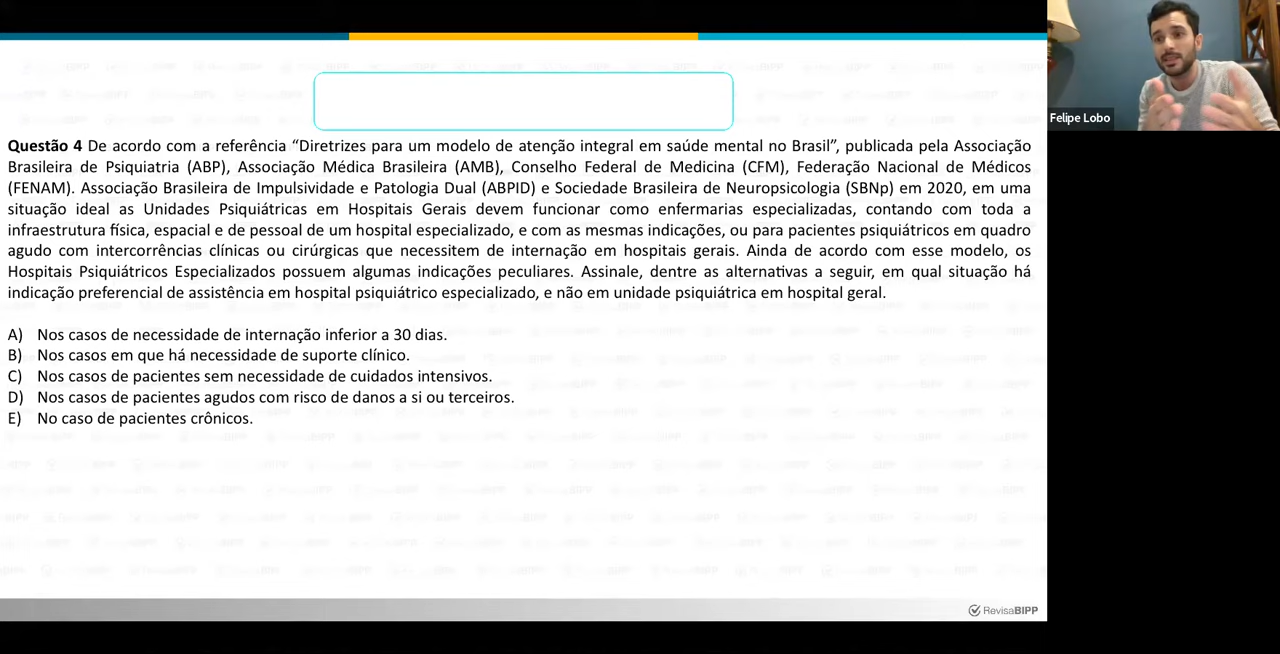 Questão 4 De acordo com a referência “Diretrizes para um modelo de atenção integral em saúde mental no Brasil”, publicada pela Associação
Brasileira de Psiquiatria (ABP), Associação Médica Brasileira (AMB), Conselho Federal de Medicina (CFM), Federação Nacional de Médicos
(FENAM). Associação Brasileira de Impulsividade e Patologia Dual (ABPID) e Sociedade Brasileira de Neuropsicologia (SBNp) em 2020, em uma
situação ideal as Unidades Psiquiátricas em Hospitais Gerais devem funcionar como enfermarias especializadas, contando com toda a
infraestrutura física, espacial e de pessoal de um hospital especializado, e com as mesmas indicações, ou para pacientes psiquiátricos em quadro
agudo com intercorrências clínicas ou cirúrgicas que necessitem de internação em hospitais gerais. Ainda de acordo com esse modelo, os
Hospitais Psiquiátricos Especializados possuem algumas indicações peculiares. Assinale, dentre as alternativas a seguir, em qual situação há
indicação preferencial de assistência em hospital psiquiátrico especializado, e não em unidade psiquiátrica em hospital geral.
A) Nos casos de necessidade de internação inferior a 30 dias.
B) Nos casos em que há necessidade de suporte clínico.
C) Nos casos de pacientes sem necessidade de cuidados intensivos.
D) Nos casos de pacientes agudos com risco de danos a si ou terceiros.
E) No caso de pacientes crônicos.
Felipe Lobo
RevisaBIPP